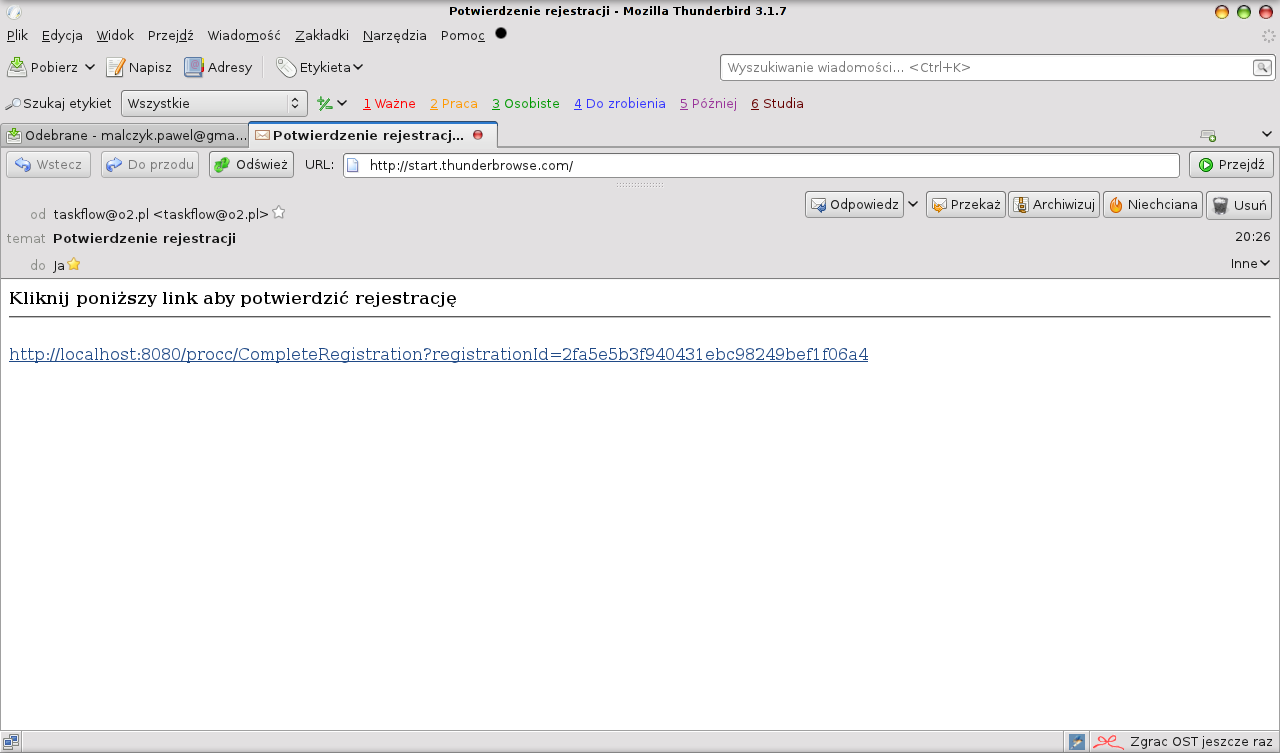 Potwierdzenie rejestracji - Mozilla Thunderbird 3.1.7
Plik Edycja Widok Przejdź Wiadomość Zakładki Narzędzia Pomoc
Pobierz Napisz Adresy Etykieta Wyszukiwanie wiadomości... <Ctrl+K>
Szukaj etykiet Wszystkie 1 Ważne 2 Praca 3 Osobiste 4 Do zrobienia 5 Później 6 Studia
Odebrane - malczyk.pawel@gma... Potwierdzenie rejestracj...
Wstecz Do przodu Odśwież URL: http://start.thunderbrowse.com/ Przejdź
od taskflow@o2.pl <taskflow@o2.pl> Odpowiedz Przekaż Archiwizuj Niechciana Usuń
temat Potwierdzenie rejestracji 20:26
do Ja Inne
Kliknij poniższy link aby potwierdzić rejestrację
http://localhost:8080/procc/CompleteRegistration?registrationId=2fa5e5b3f940431ebc98249bef1f06a4
Zgrac OST jeszcze raz